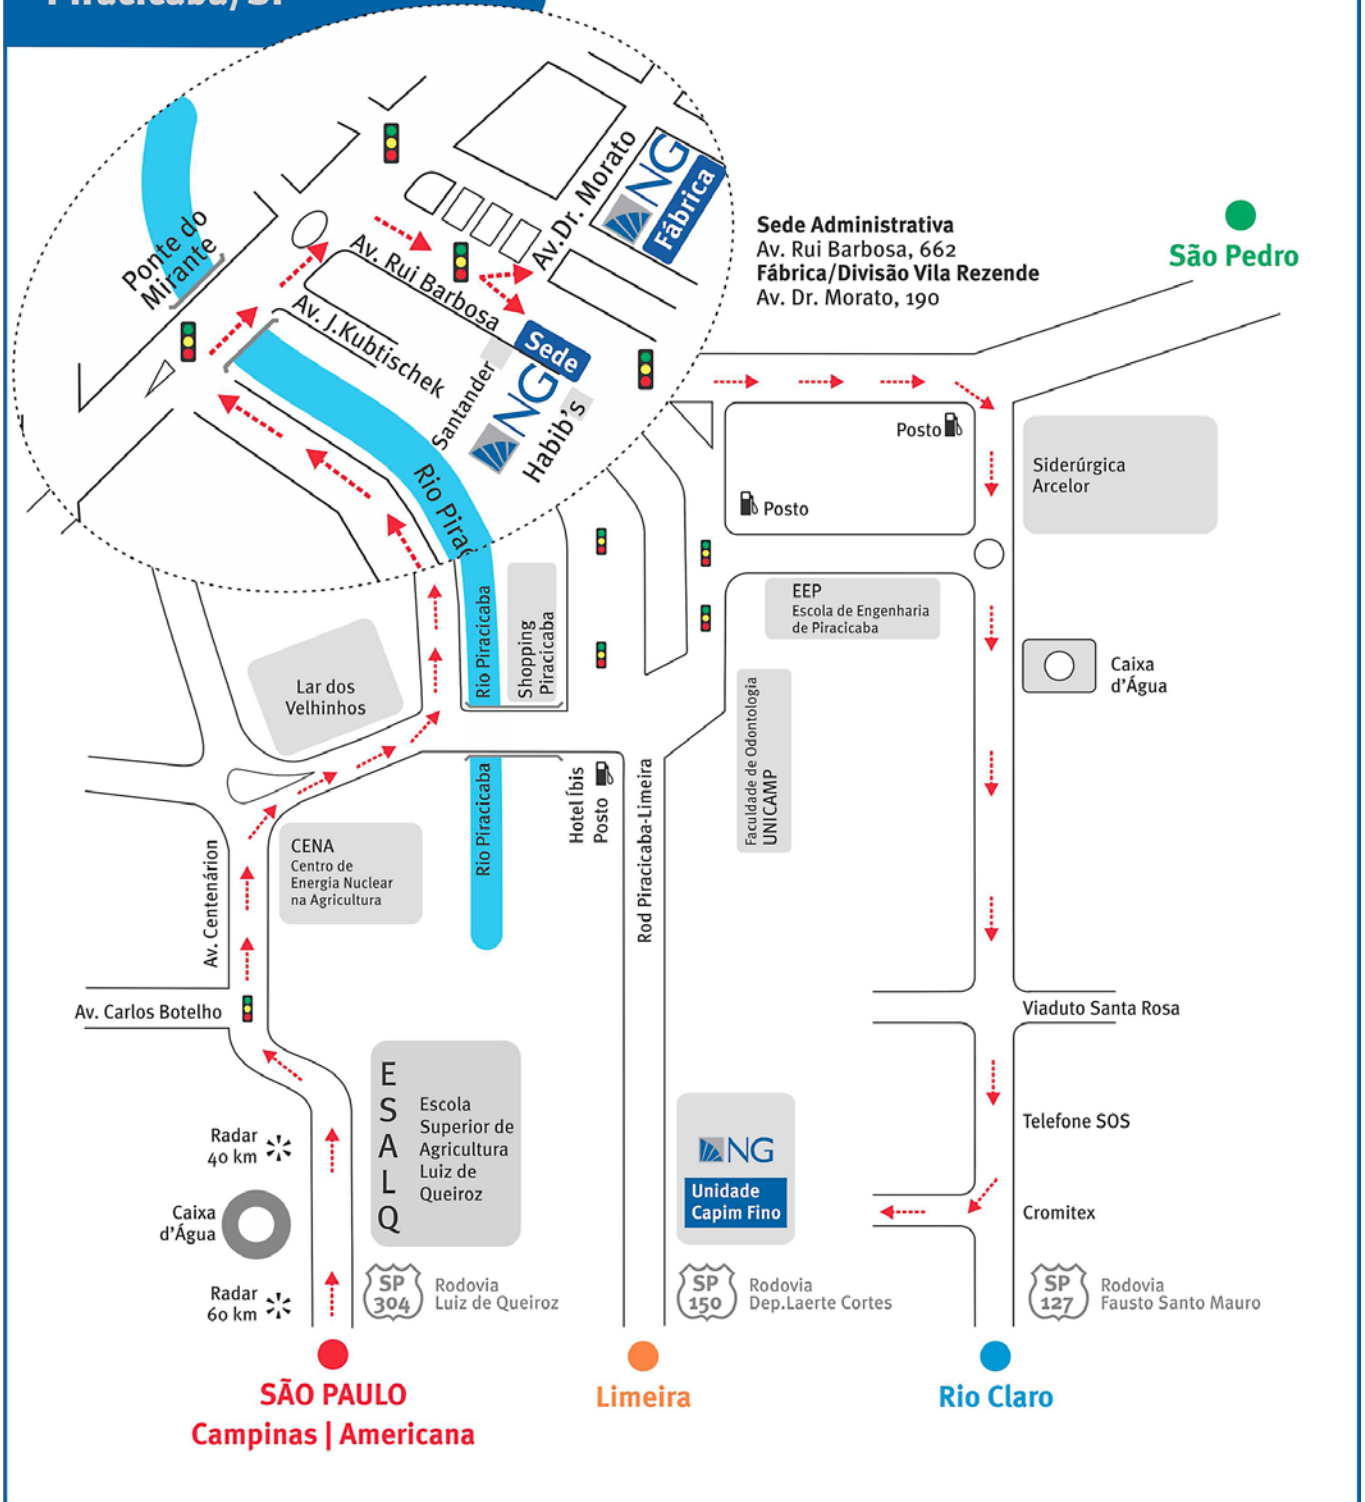 Piracicaba/SP
Ponte do
Mirante
Av. Rui Barbosa
Av. J.Kubtischek
Av.Dr. Morato
NG
Fábrica
Sede
NG
Santander
Habib's
Rio Pirac
Sede Administrativa
Av. Rui Barbosa, 662
Fábrica/Divisão Vila Rezende
Av. Dr. Morato, 190
São Pedro
Posto
Posto
Siderúrgica
Arcelor
EEP
Escola de Engenharia
de Piracicaba
Caixa
d'Água
Rio Piracicaba
Shopping
Piracicaba
Lar dos
Velhinhos
Faculdade de Odontologia
UNICAMP
Rio Piracicaba
Hotel Íbis
Posto
Rod Piracicaba-Limeira
CENA
Centro de
Energia Nuclear
na Agricultura
Av. Centenárion
Av. Carlos Botelho
Viaduto Santa Rosa
ESALQ
Escola
Superior de
Agricultura
Luiz de
Queiroz
Telefone SOS
Radar
40 km
NG
Unidade
Capim Fino
Caixa
d'Água
Cromitex
Radar
60 km
SP
304
Rodovia
Luiz de Queiroz
SP
150
Rodovia
Dep.Laerte Cortes
SP
127
Rodovia
Fausto Santo Mauro
SÃO PAULO
Campinas | Americana
Limeira
Rio Claro